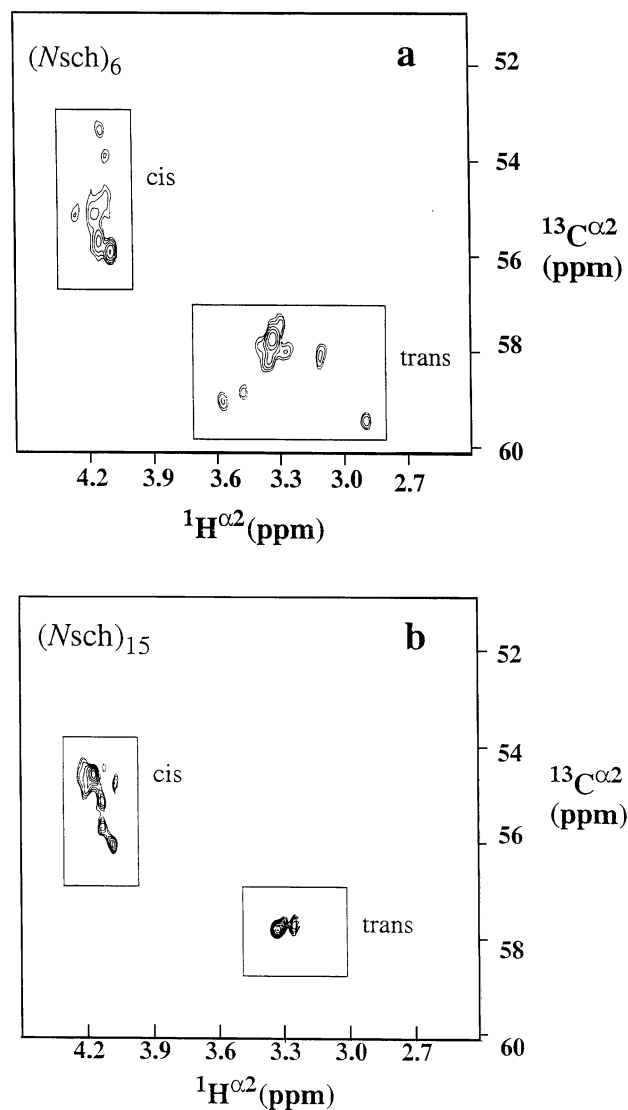 (Nsch)6 a
52
cis
54
13Cα2
(ppm)
56
58
trans
60
4.2 3.9 3.6 3.3 3.0 2.7
1Hα2(ppm)
(Nsch)15 b
52
cis
54
13Cα2
(ppm)
56
trans
58
60
4.2 3.9 3.6 3.3 3.0 2.7
1Hα2(ppm)